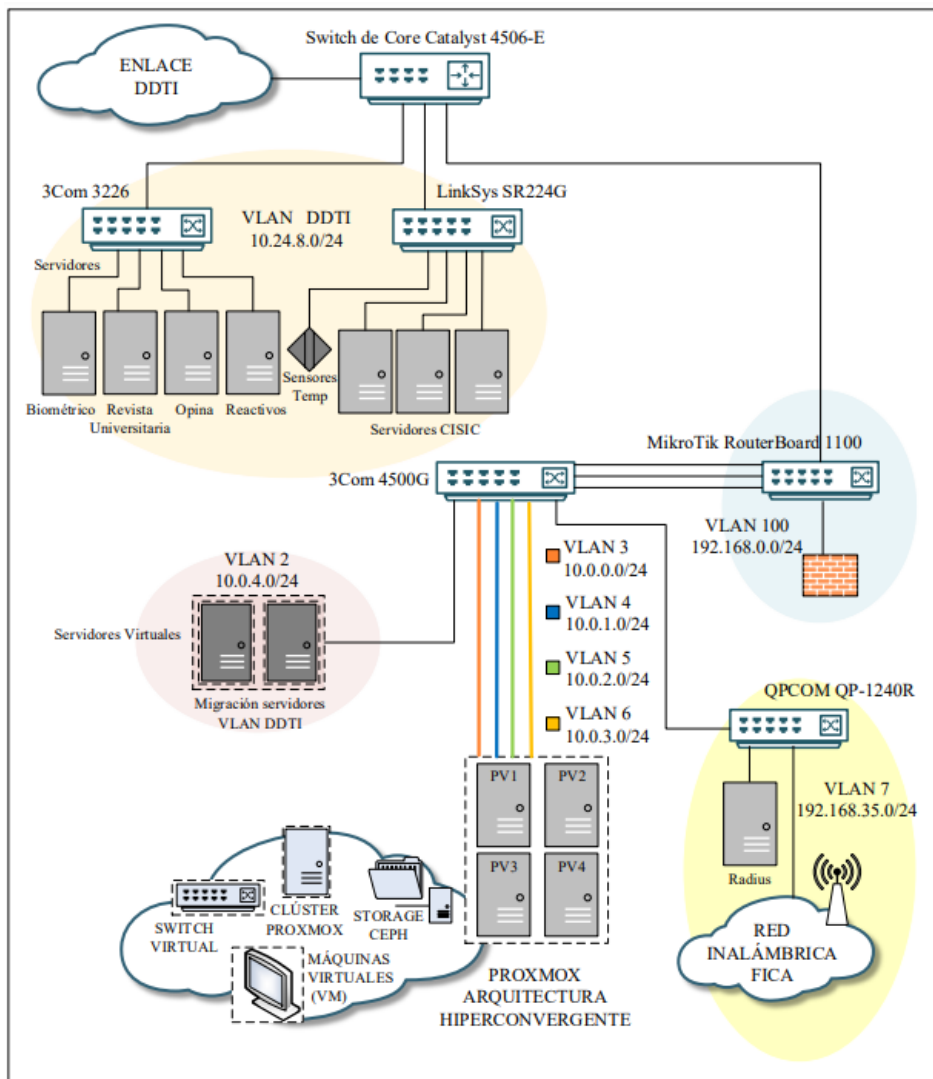 Switch de Core Catalyst 4506-E
ENLACE
DDTI
3Com 3226
LinkSys SR224G
VLAN DDTI
10.24.8.0/24
Servidores
Biométrico
Revista
Universitaria
Opina
Reactivos
Sensores
Temp
Servidores CISIC
MikroTik RouterBoard 1100
3Com 4500G
VLAN 100
192.168.0.0/24
VLAN 2
10.0.4.0/24
Servidores Virtuales
Migración servidores
VLAN DDTI
VLAN 3
10.0.0.0/24
VLAN 4
10.0.1.0/24
VLAN 5
10.0.2.0/24
VLAN 6
10.0.3.0/24
QPCOM QP-1240R
VLAN 7
192.168.35.0/24
Radius
RED
INALÁMBRICA
FICA
PV1
PV2
PV3
PV4
SWITCH
VIRTUAL
CLÚSTER
PROXMOX
STORAGE
CEPH
MÁQUINAS
VIRTUALES
(VM)
PROXMOX
ARQUITECTURA
HIPERCONVERGENTE